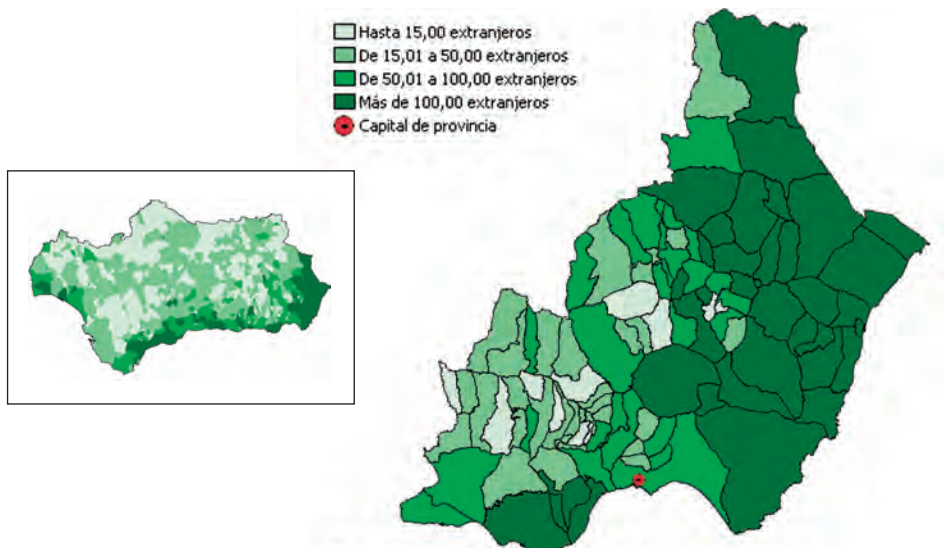 Hasta 15,00 extranjeros
De 15,01 a 50,00 extranjeros
De 50,01 a 100,00 extranjeros
Más de 100,00 extranjeros
Capital de provincia